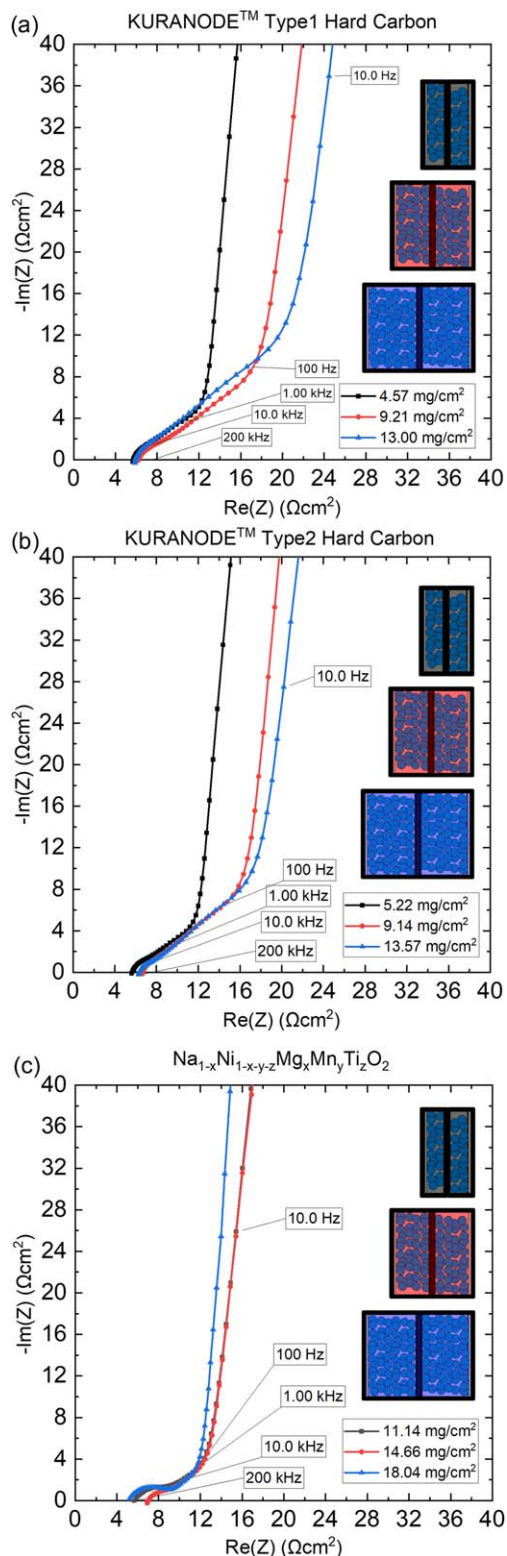 (a) KURANODE™ Type1 Hard Carbon
40
36
32
28
24
20
16
12
8
4
0
-Im(Z) (Ωcm²)
10.0 Hz
100 Hz
1.00 kHz
10.0 kHz
200 kHz
4.57 mg/cm²
9.21 mg/cm²
13.00 mg/cm²
0 4 8 12 16 20 24 28 32 36 40
Re(Z) (Ωcm²)
(b) KURANODE™ Type2 Hard Carbon
40
36
32
28
24
20
16
12
8
4
0
-Im(Z) (Ωcm²)
10.0 Hz
100 Hz
1.00 kHz
10.0 kHz
200 kHz
5.22 mg/cm²
9.14 mg/cm²
13.57 mg/cm²
0 4 8 12 16 20 24 28 32 36 40
Re(Z) (Ωcm²)
(c) Na₁₋ₓNi₁₋ₓ₋y₋zMgₓMnyTizO₂
40
36
32
28
24
20
16
12
8
4
0
-Im(Z) (Ωcm²)
10.0 Hz
100 Hz
1.00 kHz
10.0 kHz
200 kHz
11.14 mg/cm²
14.66 mg/cm²
18.04 mg/cm²
0 4 8 12 16 20 24 28 32 36 40
Re(Z) (Ωcm²)